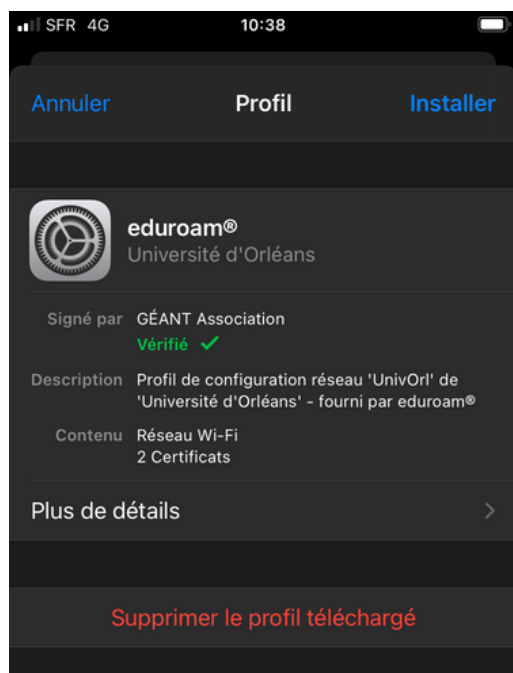 SFR 4G 10:38
Annuler Profil Installer
eduroam®
Université d'Orléans
Signé par GÉANT Association
Vérifié ✓
Description Profil de configuration réseau 'UnivOrl' de
'Université d'Orléans' - fourni par eduroam®
Contenu Réseau Wi-Fi
2 Certificats
Plus de détails
Supprimer le profil téléchargé